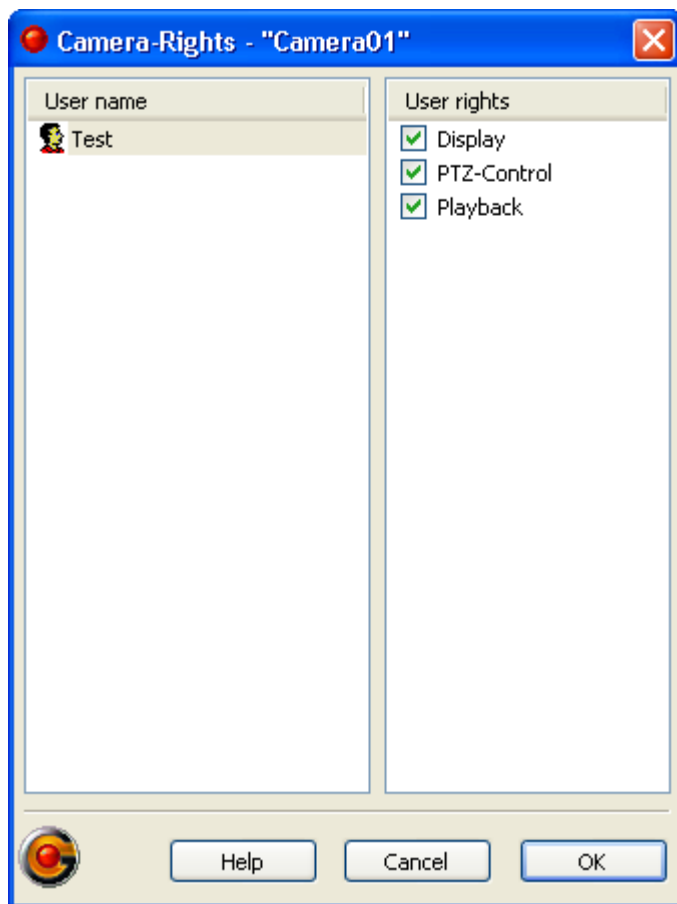 Camera-Rights - "Camera01"
User name
Test
User rights
Display
PTZ-Control
Playback
Help
Cancel
OK